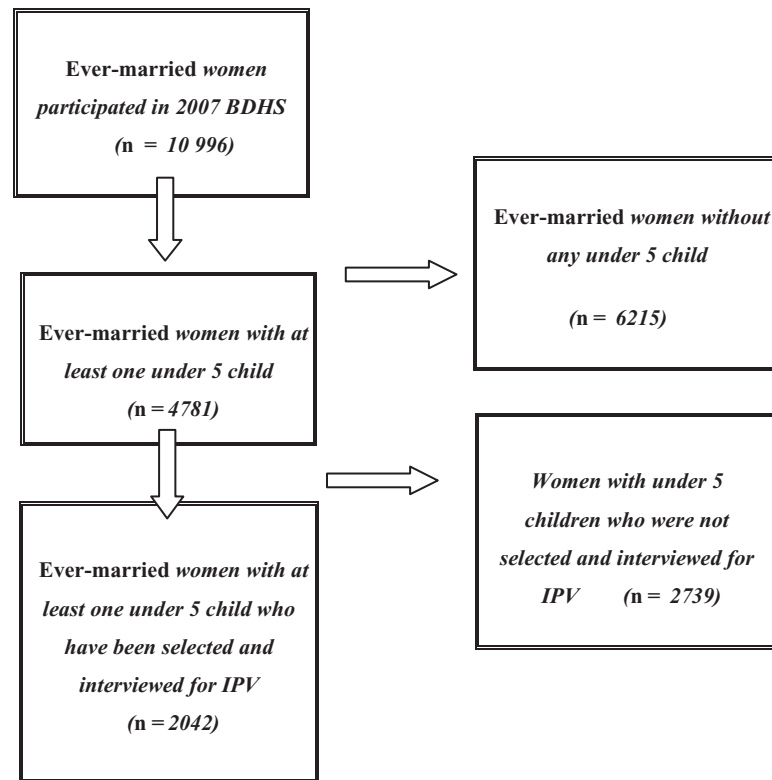 Ever-married women
participated in 2007 BDHS
(n = 10 996)
Ever-married women without
any under 5 child
(n = 6215)
Ever-married women with at
least one under 5 child
(n = 4781)
Women with under 5
children who were not
selected and interviewed for
IPV (n = 2739)
Ever-married women with at
least one under 5 child who
have been selected and
interviewed for IPV
(n = 2042)